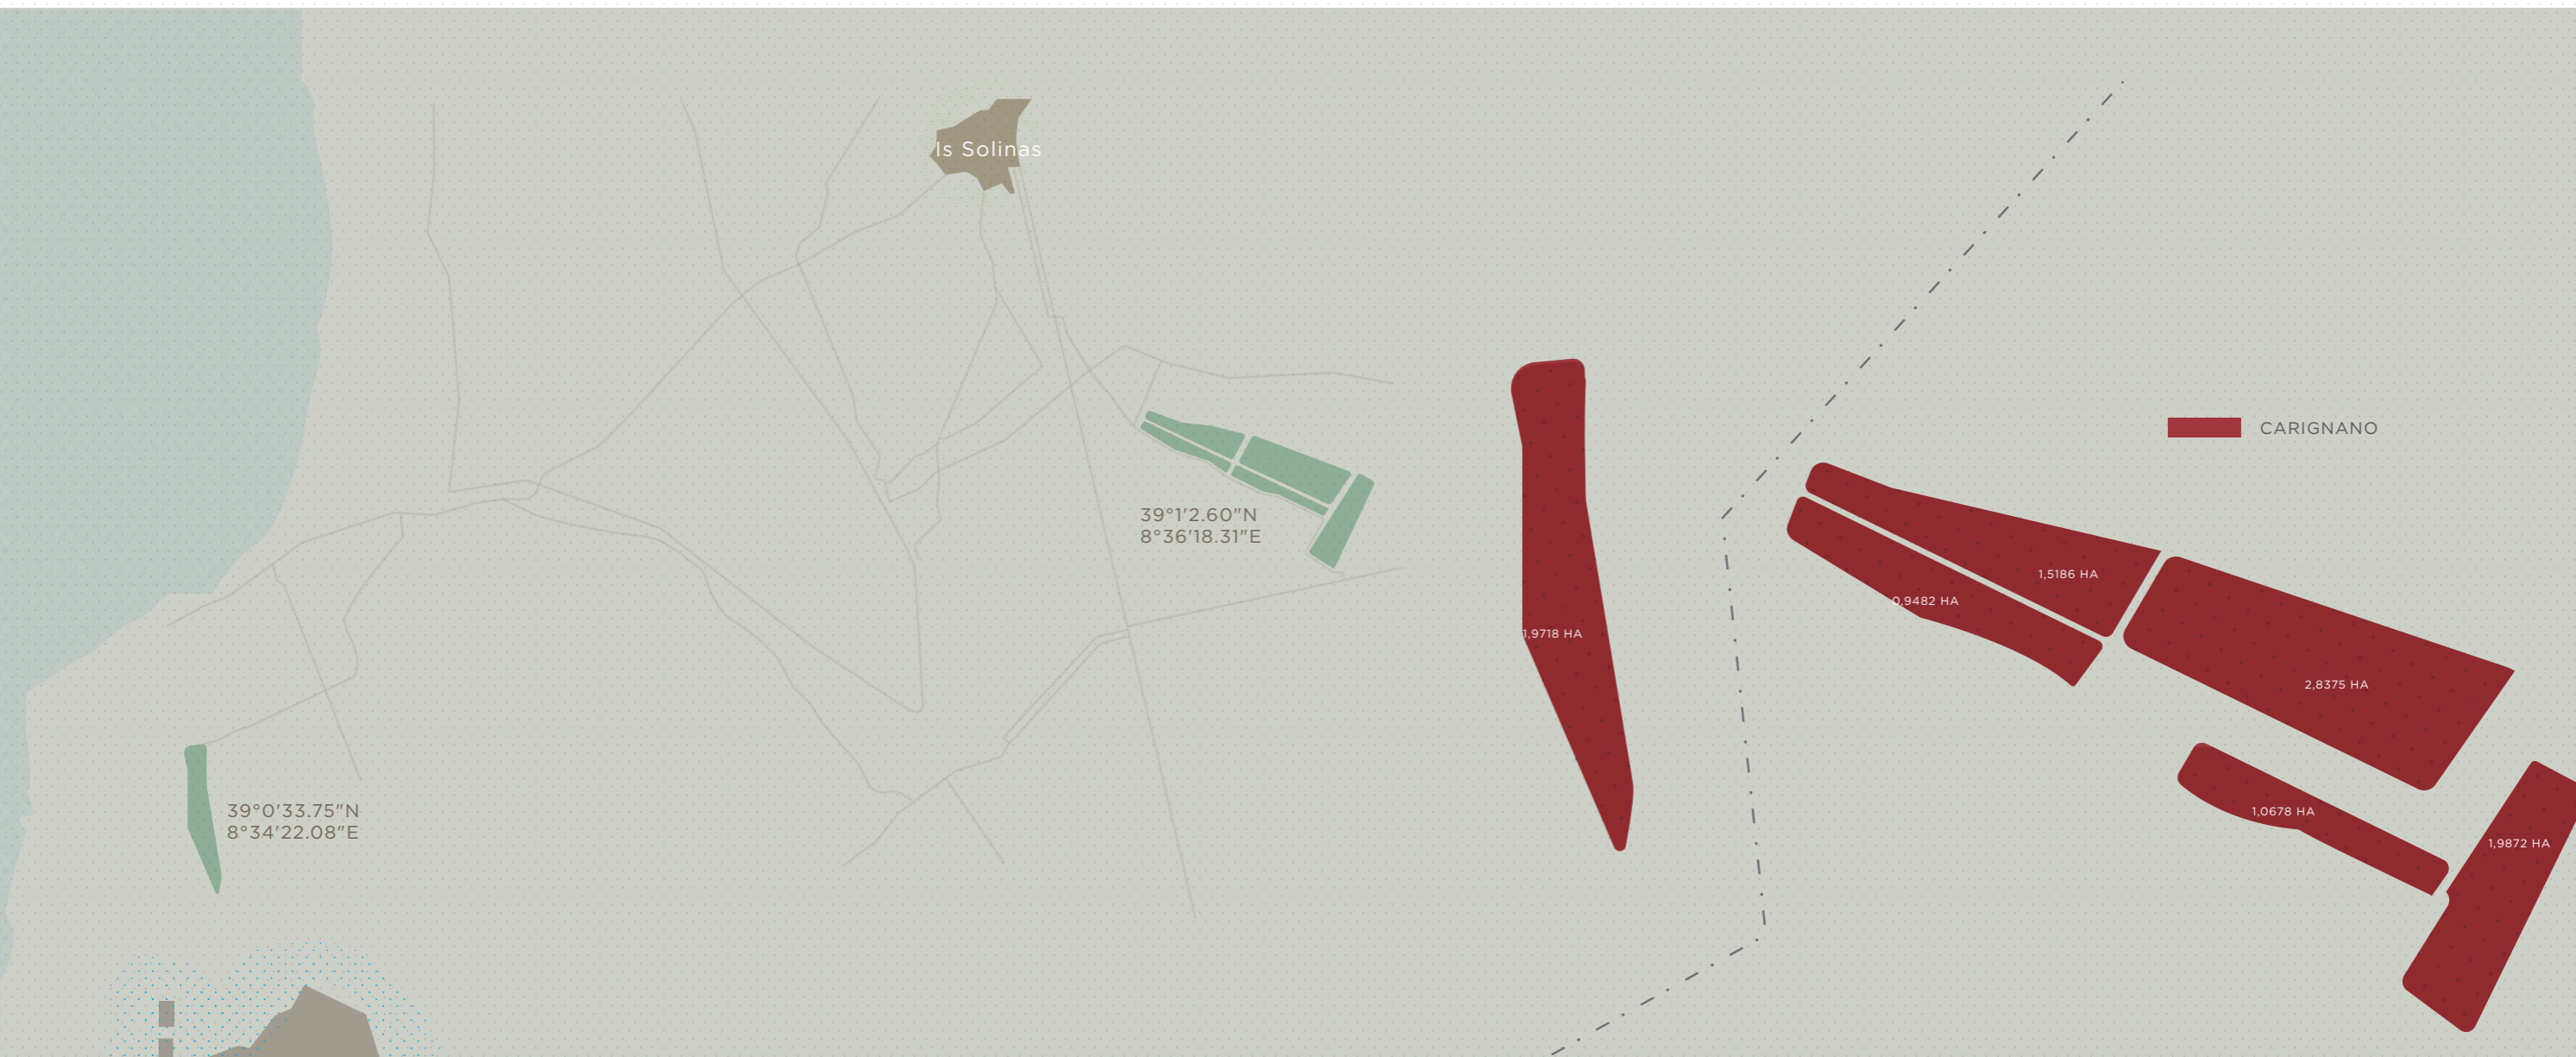 Is Solinas
CARIGNANO
39°1'2.60"N
8°36'18.31"E
1,5186 HA
0,9482 HA
1,9718 HA
2,8375 HA
39°0'33.75"N
8°34'22.08"E
1,0678 HA
1,9872 HA